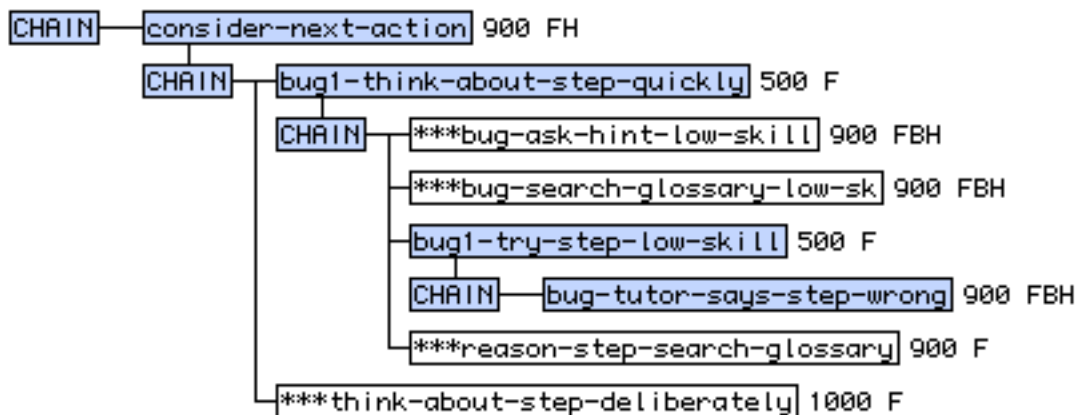 CHAIN consider-next-action 900 FH
CHAIN bug1-think-about-step-quickly 500 F
CHAIN ***bug-ask-hint-low-skill 900 FBH
***bug-search-glossary-low-sk 900 FBH
bug1-try-step-low-skill 500 F
CHAIN bug-tutor-says-step-wrong 900 FBH
***reason-step-search-glossary 900 F
***think-about-step-deliberately 1000 F